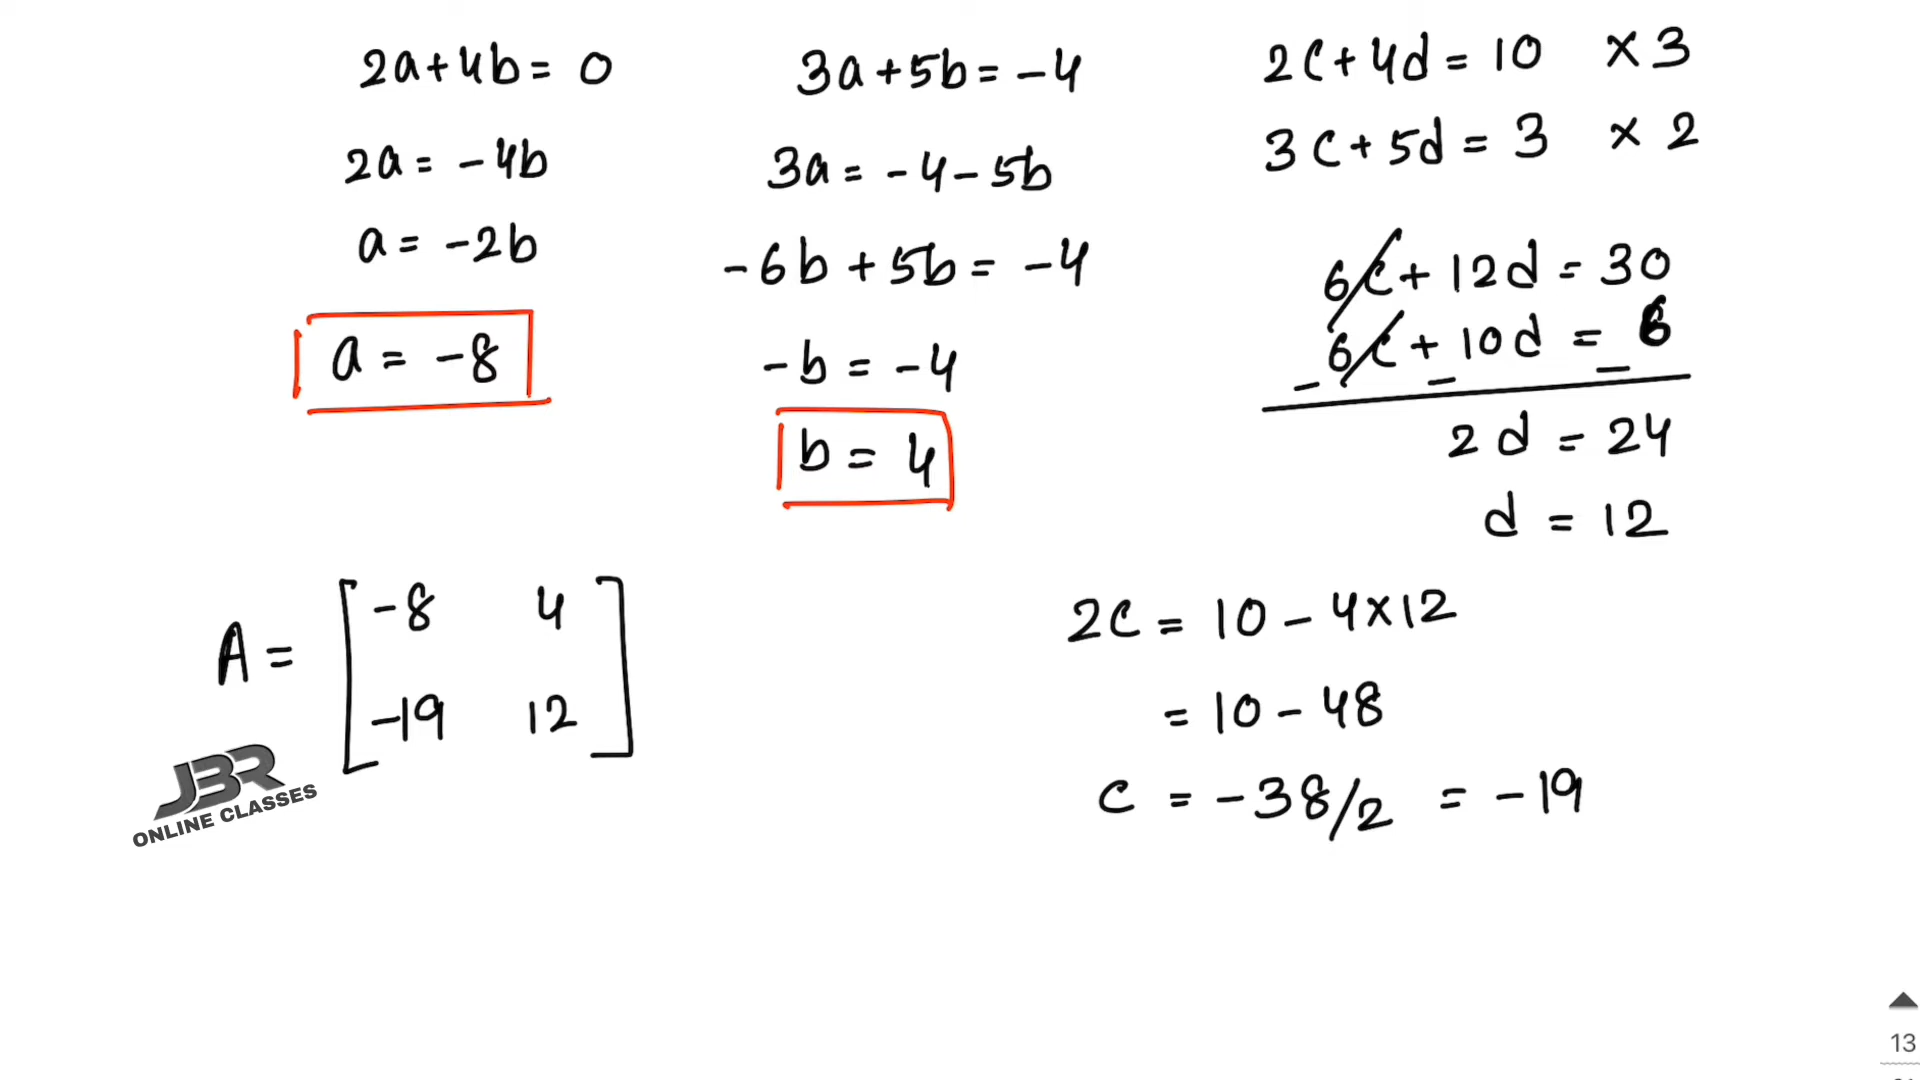 2a+4b= 0
2a= -4b
a= -2b
a = -8
3a+5b= -4
3a= -4-5b
-6b+5b= -4
-b= -4
b= 4
2c+4d= 10 ×3
3c+5d= 3 × 2
6c+12d=30
6c+10d= 6
- - -
2d=24
d = 12
2c= 10-4×12
= 10-48
c = -38/2 = -19
A= [ -8 4
-19 12 ]
JBR
ONLINE CLASSES
13